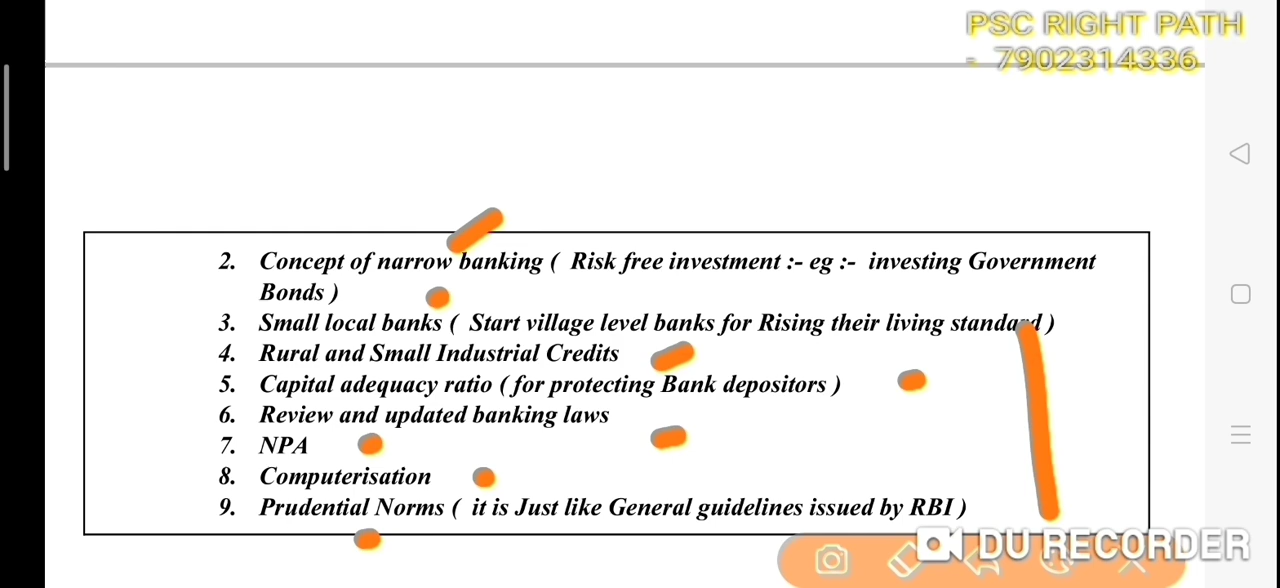 PSC RIGHT PATH
- 7902314336
2. Concept of narrow banking ( Risk free investment :- eg :- investing Government
Bonds )
3. Small local banks ( Start village level banks for Rising their living standard )
4. Rural and Small Industrial Credits
5. Capital adequacy ratio ( for protecting Bank depositors )
6. Review and updated banking laws
7. NPA
8. Computerisation
9. Prudential Norms ( it is Just like General guidelines issued by RBI )
DU RECORDER